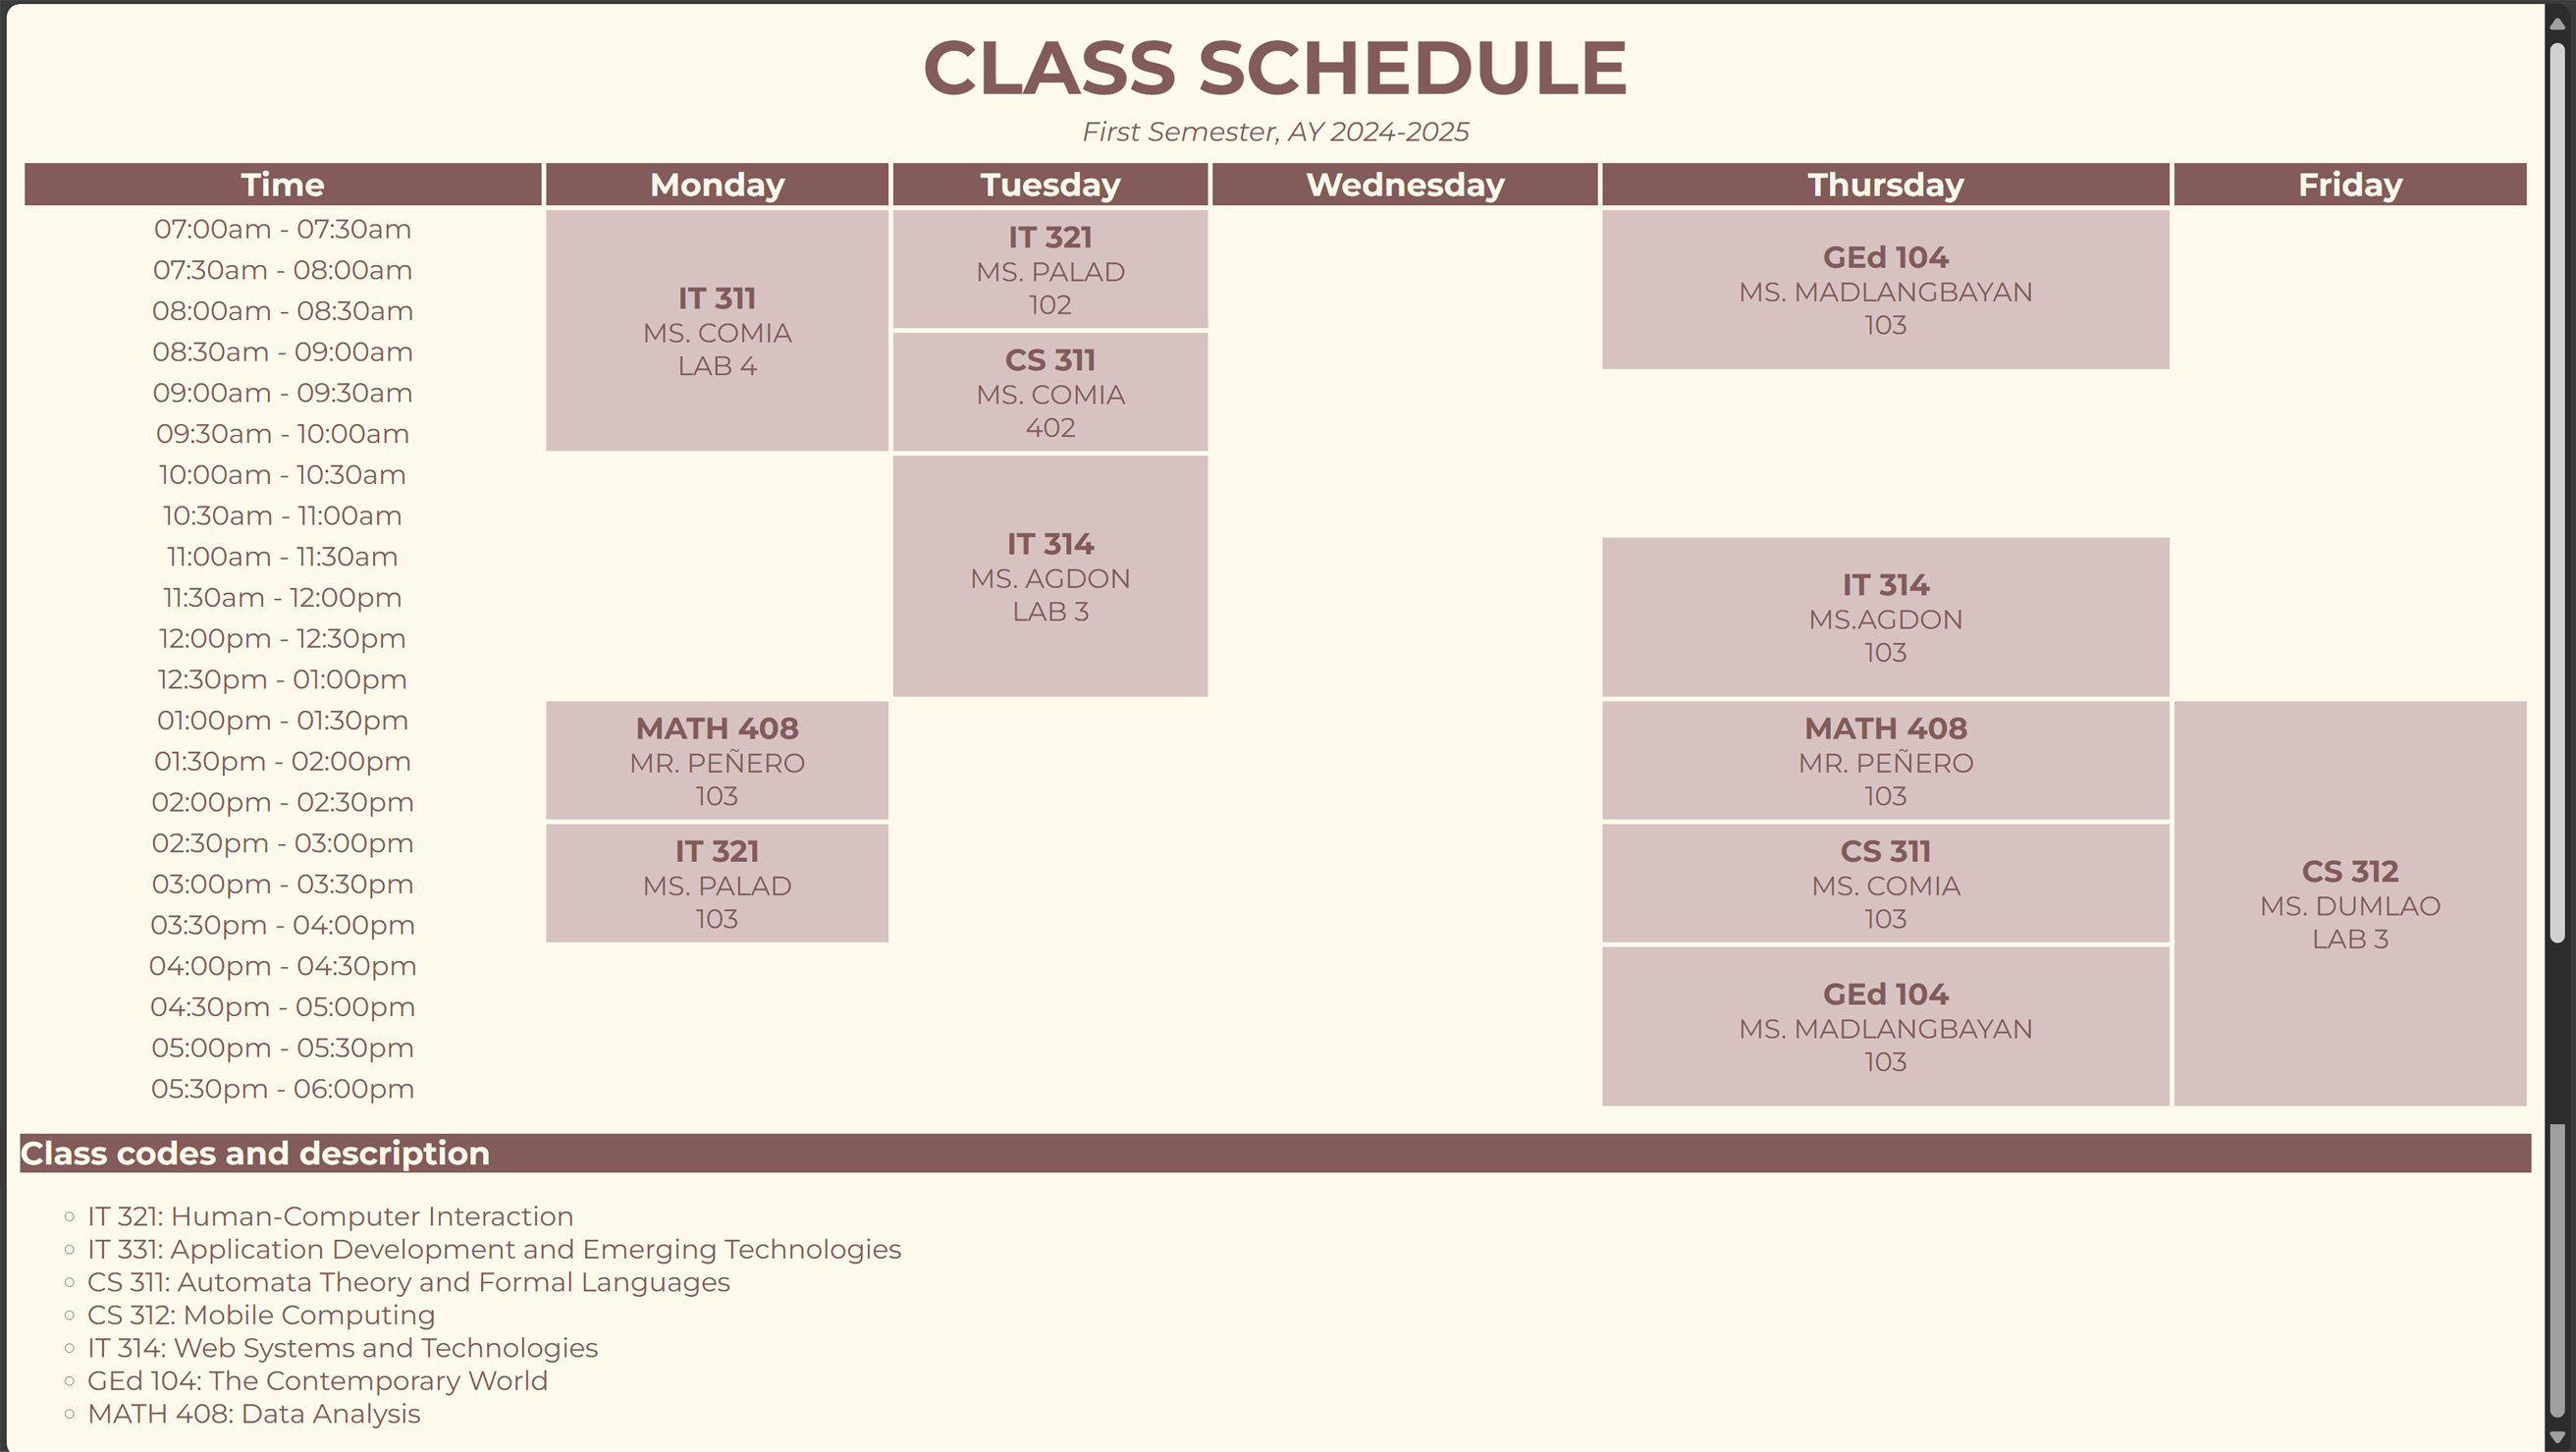 CLASS SCHEDULE
First Semester, AY 2024-2025
Time Monday Tuesday Wednesday Thursday Friday
07:00am - 07:30am
07:30am - 08:00am
08:00am - 08:30am
08:30am - 09:00am
09:00am - 09:30am
09:30am - 10:00am
10:00am - 10:30am
10:30am - 11:00am
11:00am - 11:30am
11:30am - 12:00pm
12:00pm - 12:30pm
12:30pm - 01:00pm
01:00pm - 01:30pm
01:30pm - 02:00pm
02:00pm - 02:30pm
02:30pm - 03:00pm
03:00pm - 03:30pm
03:30pm - 04:00pm
04:00pm - 04:30pm
04:30pm - 05:00pm
05:00pm - 05:30pm
05:30pm - 06:00pm
IT 311
MS. COMIA
LAB 4
MATH 408
MR. PEÑERO
103
IT 321
MS. PALAD
103
IT 321
MS. PALAD
102
CS 311
MS. COMIA
402
IT 314
MS. AGDON
LAB 3
GEd 104
MS. MADLANGBAYAN
103
IT 314
MS.AGDON
103
MATH 408
MR. PEÑERO
103
CS 311
MS. COMIA
103
GEd 104
MS. MADLANGBAYAN
103
CS 312
MS. DUMLAO
LAB 3
Class codes and description
IT 321: Human-Computer Interaction
IT 331: Application Development and Emerging Technologies
CS 311: Automata Theory and Formal Languages
CS 312: Mobile Computing
IT 314: Web Systems and Technologies
GEd 104: The Contemporary World
MATH 408: Data Analysis